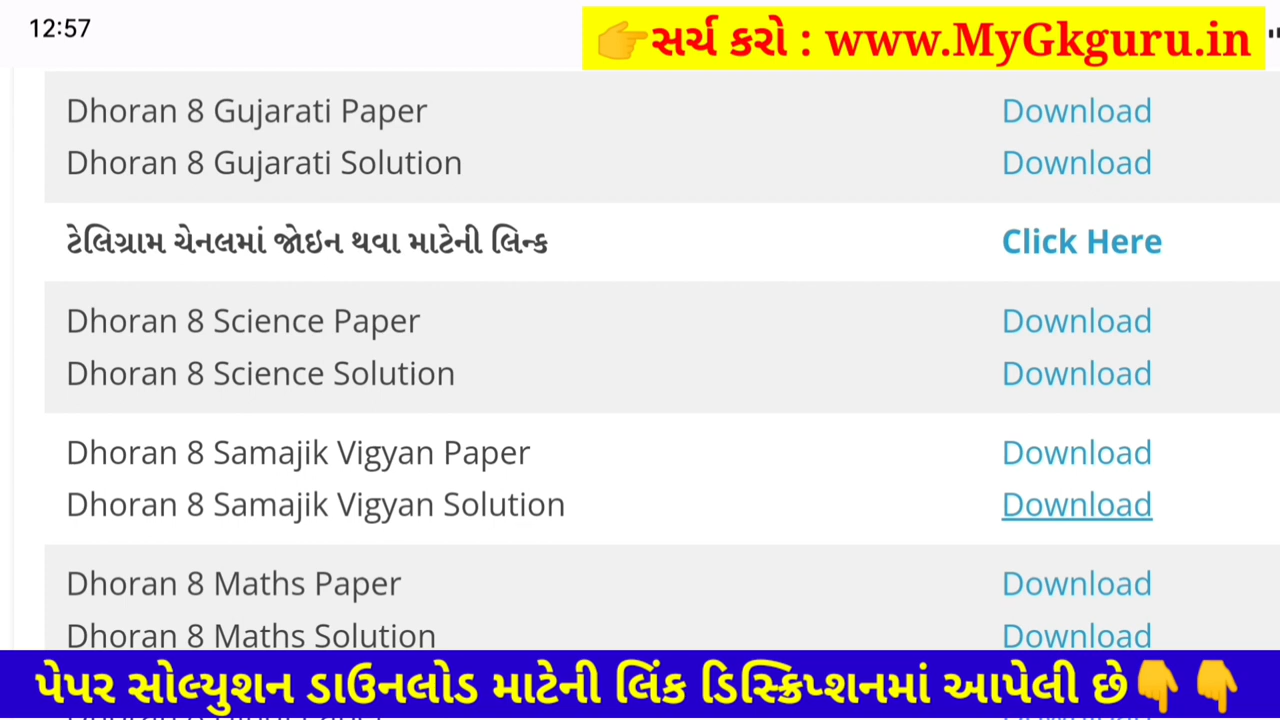 12:57
👉સર્ચ કરો : www.MyGkguru.in
Dhoran 8 Gujarati Paper Download
Dhoran 8 Gujarati Solution Download
ટેલિગ્રામ ચેનલમાં જોઇન થવા માટેની લિન્ક Click Here
Dhoran 8 Science Paper Download
Dhoran 8 Science Solution Download
Dhoran 8 Samajik Vigyan Paper Download
Dhoran 8 Samajik Vigyan Solution Download
Dhoran 8 Maths Paper Download
Dhoran 8 Maths Solution Download
પેપર સોલ્યુશન ડાઉનલોડ માટેની લિંક ડિસ્ક્રિપ્શનમાં આપેલી છે👇👇